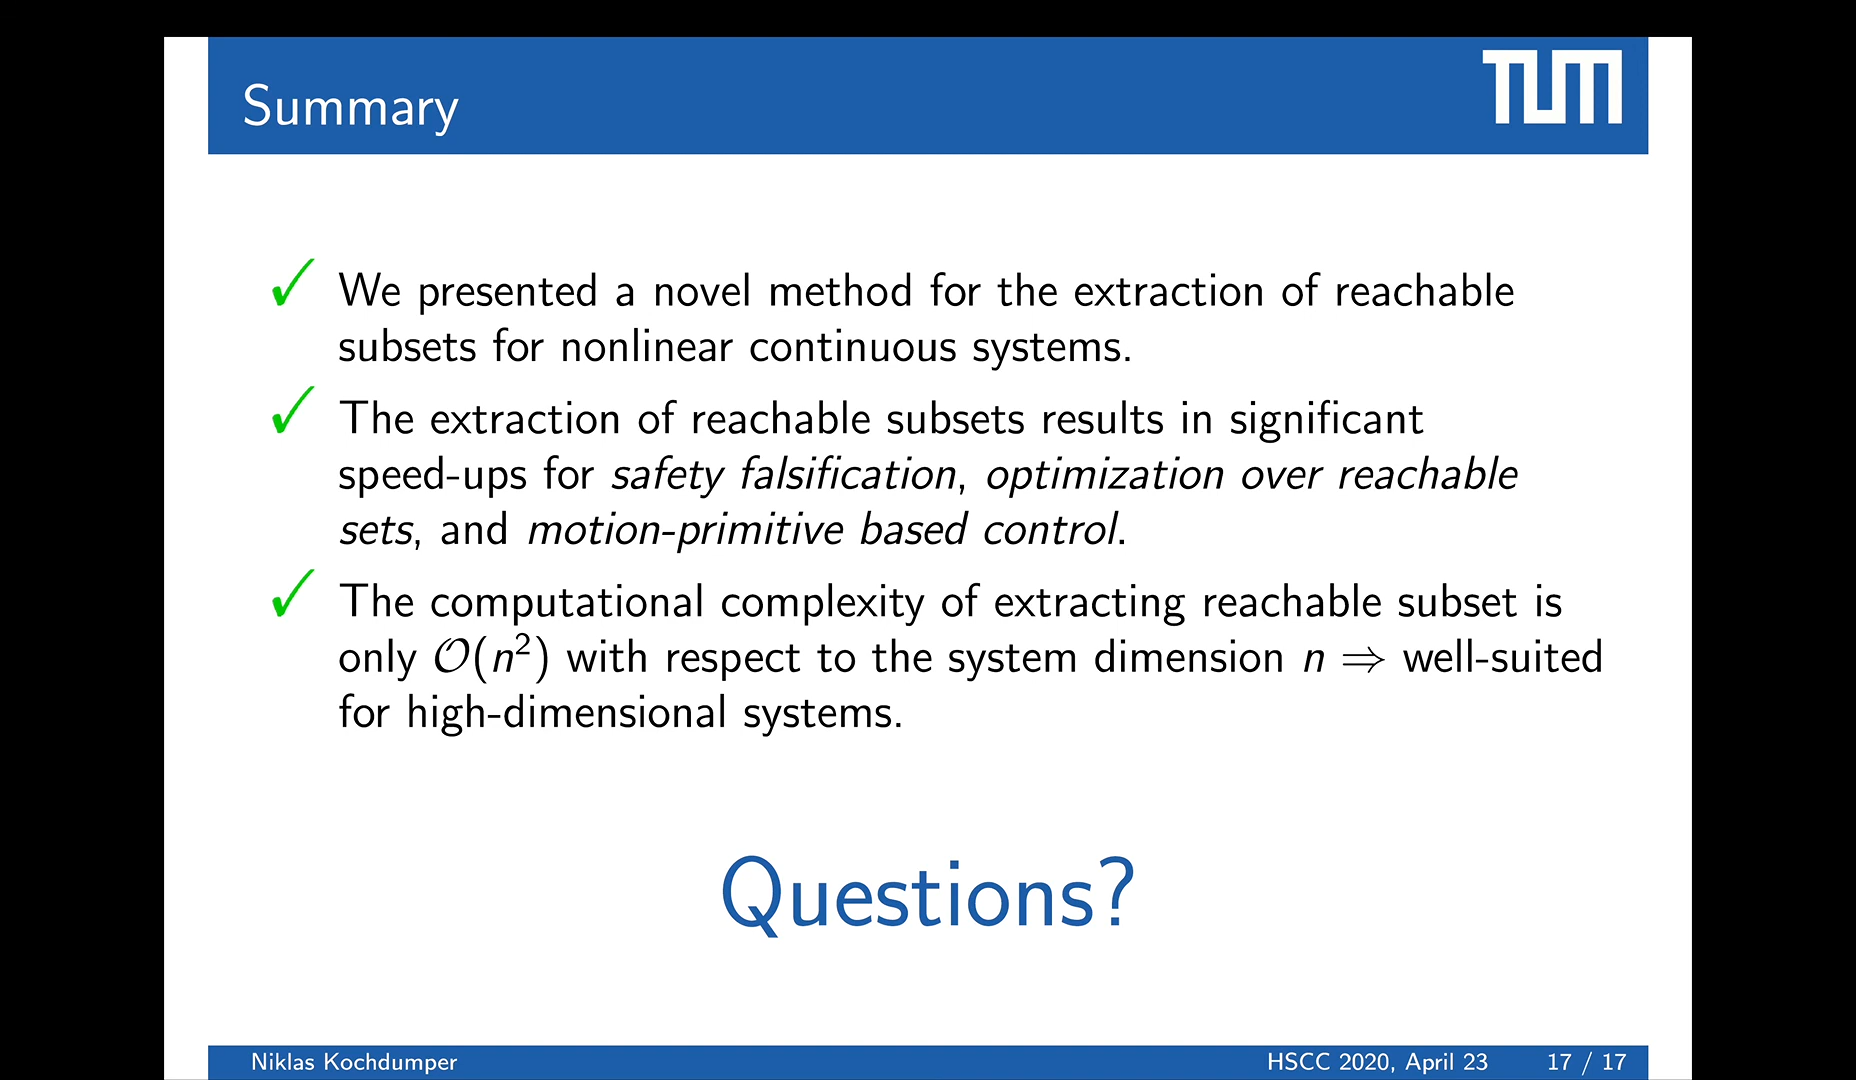 Summary
TUM
✓ We presented a novel method for the extraction of reachable
subsets for nonlinear continuous systems.
✓ The extraction of reachable subsets results in significant
speed-ups for safety falsification, optimization over reachable
sets, and motion-primitive based control.
✓ The computational complexity of extracting reachable subset is
only 𝒪(n²) with respect to the system dimension n ⇒ well-suited
for high-dimensional systems.
Questions?
Niklas Kochdumper HSCC 2020, April 23 17 / 17